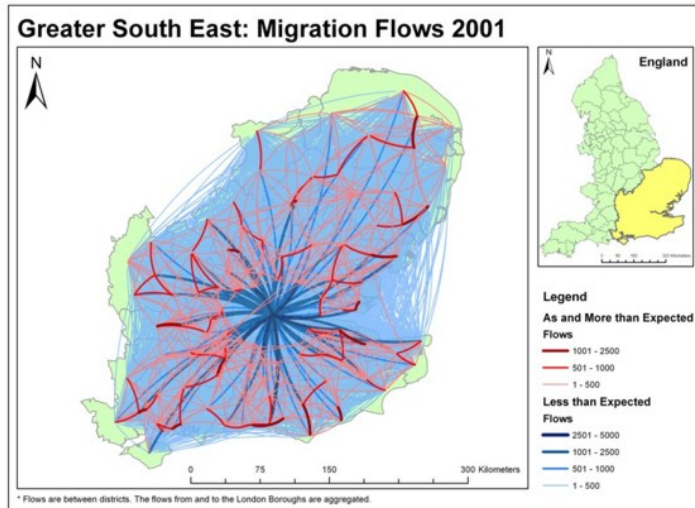 Greater South East: Migration Flows 2001
N
N
England
0 75 150 300 Kilometers
Legend
As and More than Expected
Flows
1001 - 2500
501 - 1000
1 - 500
Less than Expected
Flows
2501 - 5000
1001 - 2500
501 - 1000
1 - 500
* Flows are between districts. The flows from and to the London Boroughs are aggregated.